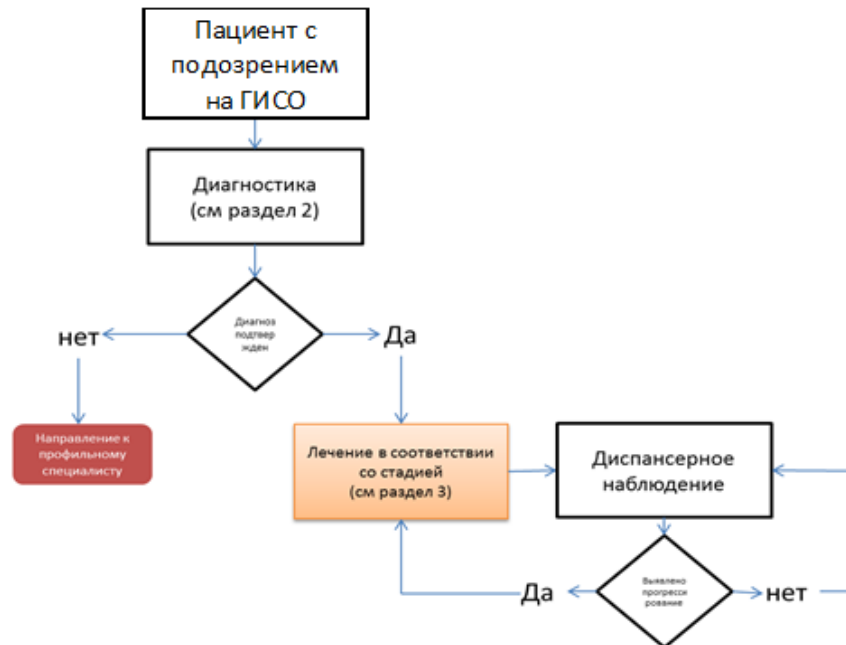 Пациент с
подозрением
на ГИСО
Диагностика
(см раздел 2)
Диагноз
подтвер
жден
нет
Да
Направление к
профильному
специалисту
Лечение в соответствии
со стадией
(см раздел 3)
Диспансерное
наблюдение
Выявлено
прогресси
рование
Да
нет